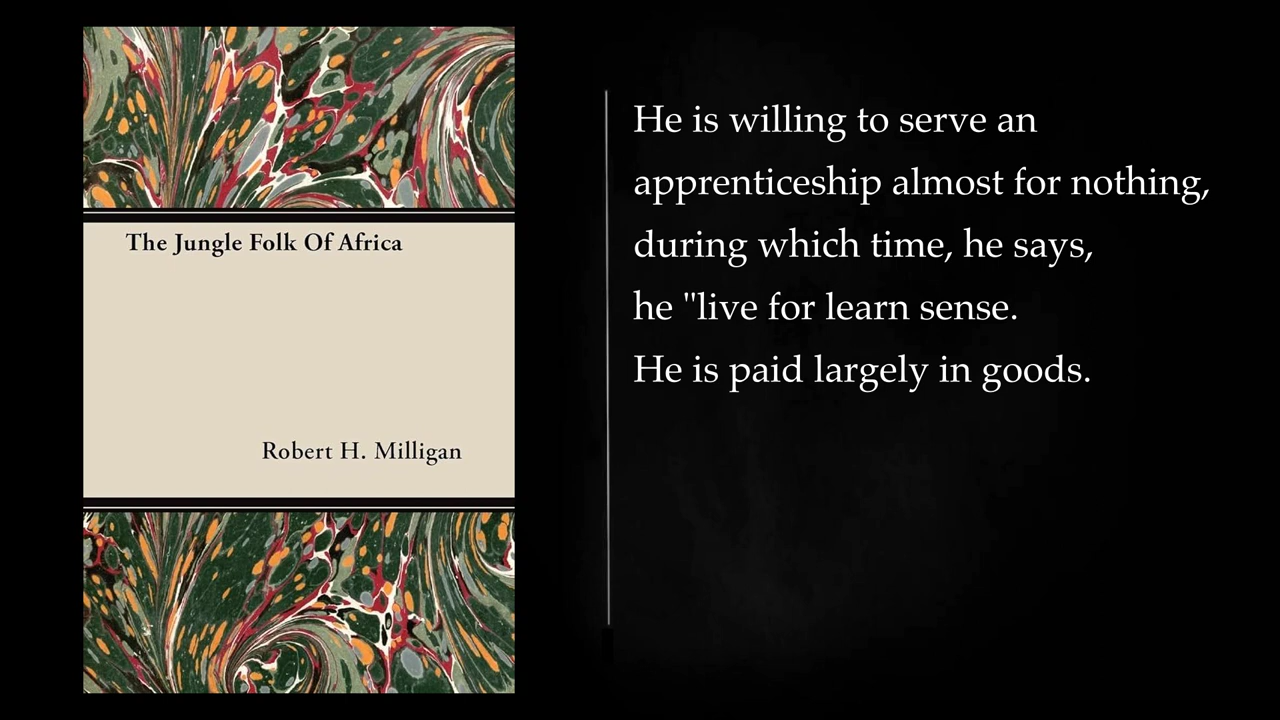 The Jungle Folk Of Africa
Robert H. Milligan
He is willing to serve an
apprenticeship almost for nothing,
during which time, he says,
he "live for learn sense.
He is paid largely in goods.